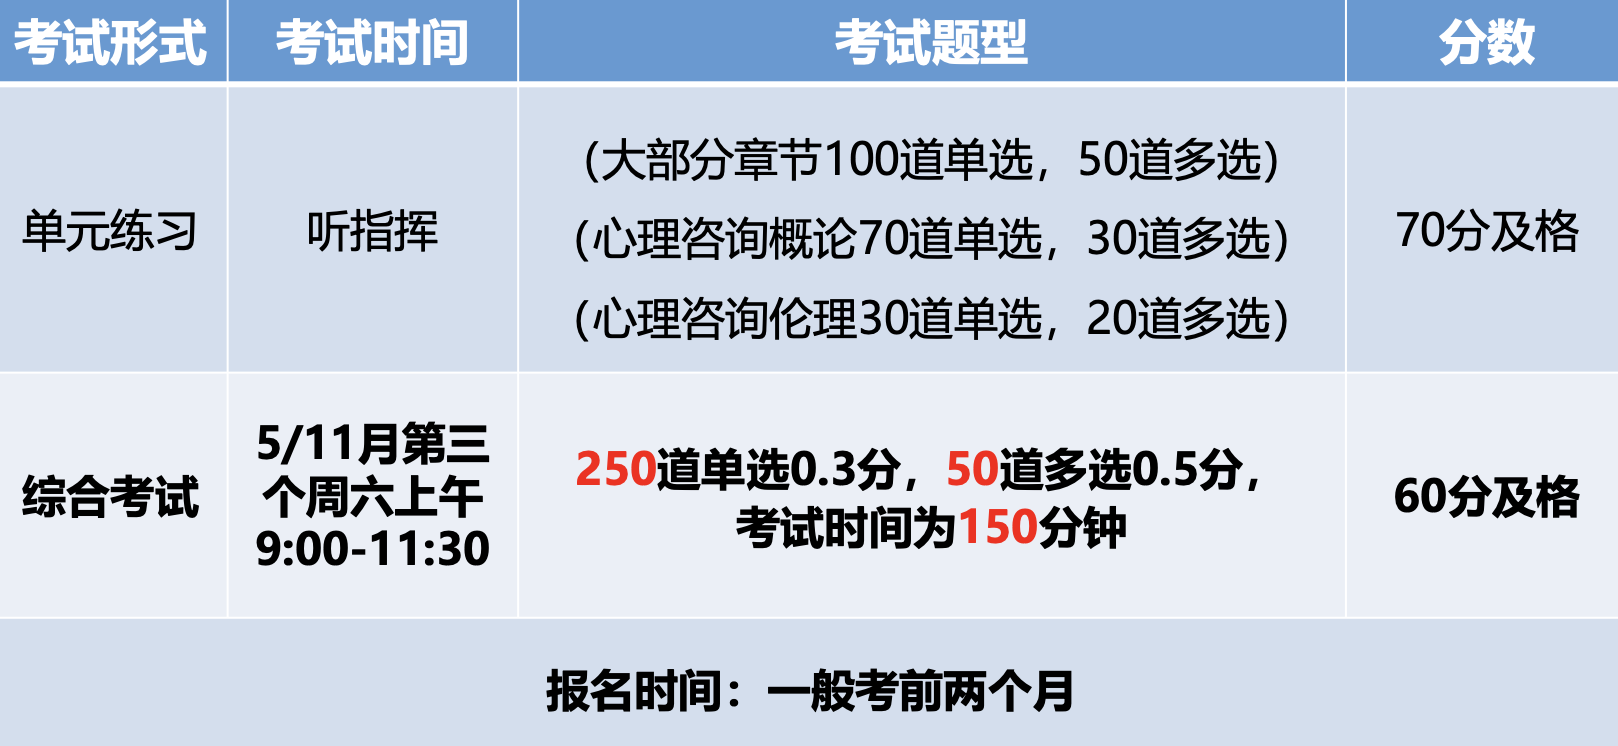 考试形式 考试时间 考试题型 分数
单元练习
听指挥
（大部分章节100道单选，50道多选）
（心理咨询概论70道单选，30道多选）
（心理咨询伦理30道单选，20道多选）
70分及格
综合考试
5/11月第三
个周六上午
9:00-11:30
250道单选0.3分，50道多选0.5分，
考试时间为150分钟
60分及格
报名时间：一般考前两个月